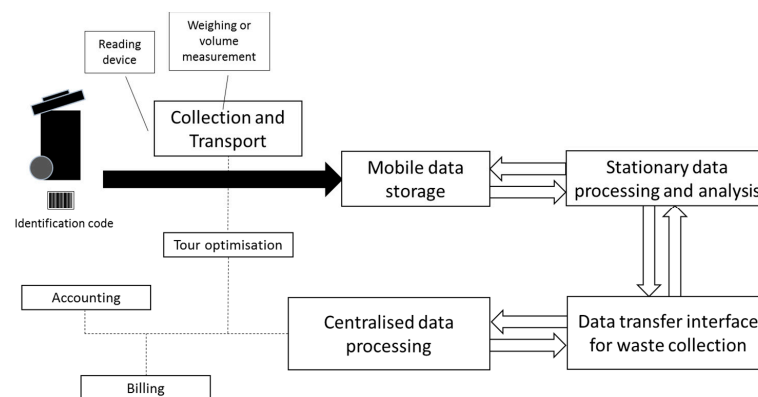 Weighing or
volume
measurement
Reading
device
Collection and
Transport
Mobile data
storage
Stationary data
processing and analysis
Identification code
Tour optimisation
Accounting
Centralised data
processing
Data transfer interface
for waste collection
Billing